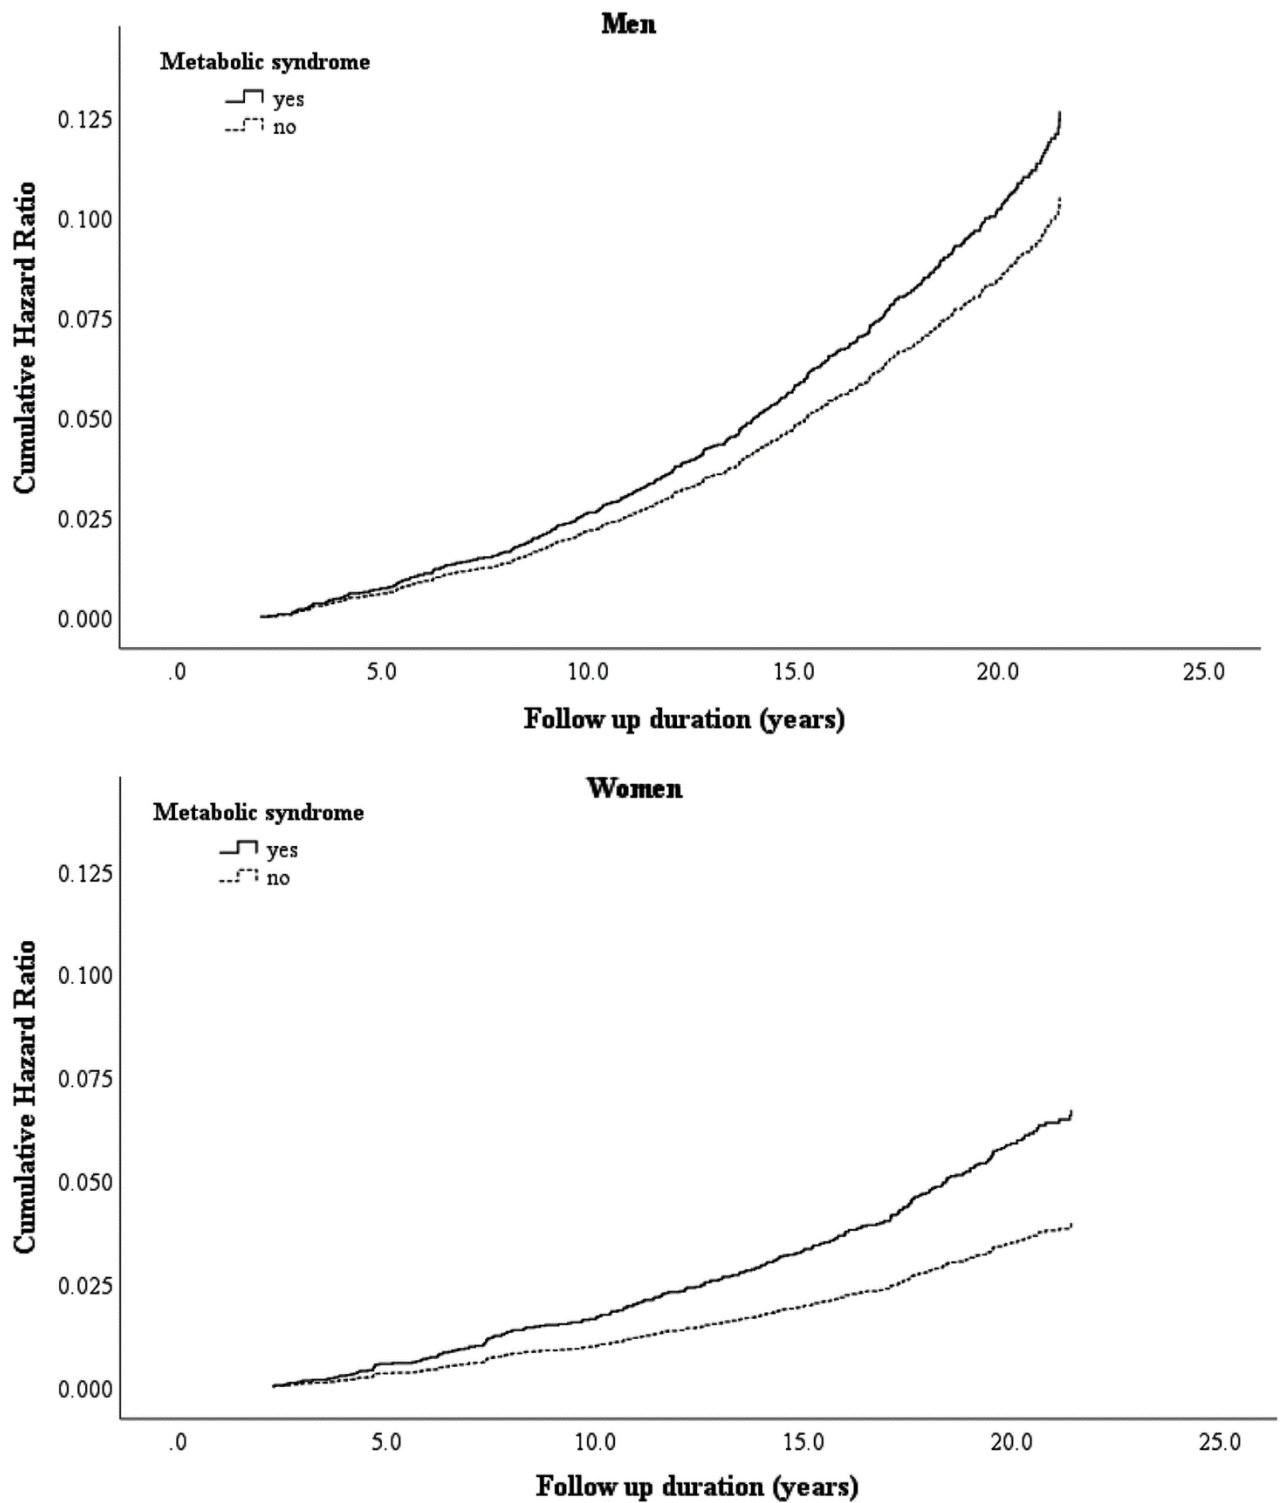 Men
Metabolic syndrome
yes
no
0.125
0.100
0.075
0.050
0.025
0.000
Cumulative Hazard Ratio
.0 5.0 10.0 15.0 20.0 25.0
Follow up duration (years)
Women
Metabolic syndrome
yes
no
0.125
0.100
0.075
0.050
0.025
0.000
Cumulative Hazard Ratio
.0 5.0 10.0 15.0 20.0 25.0
Follow up duration (years)